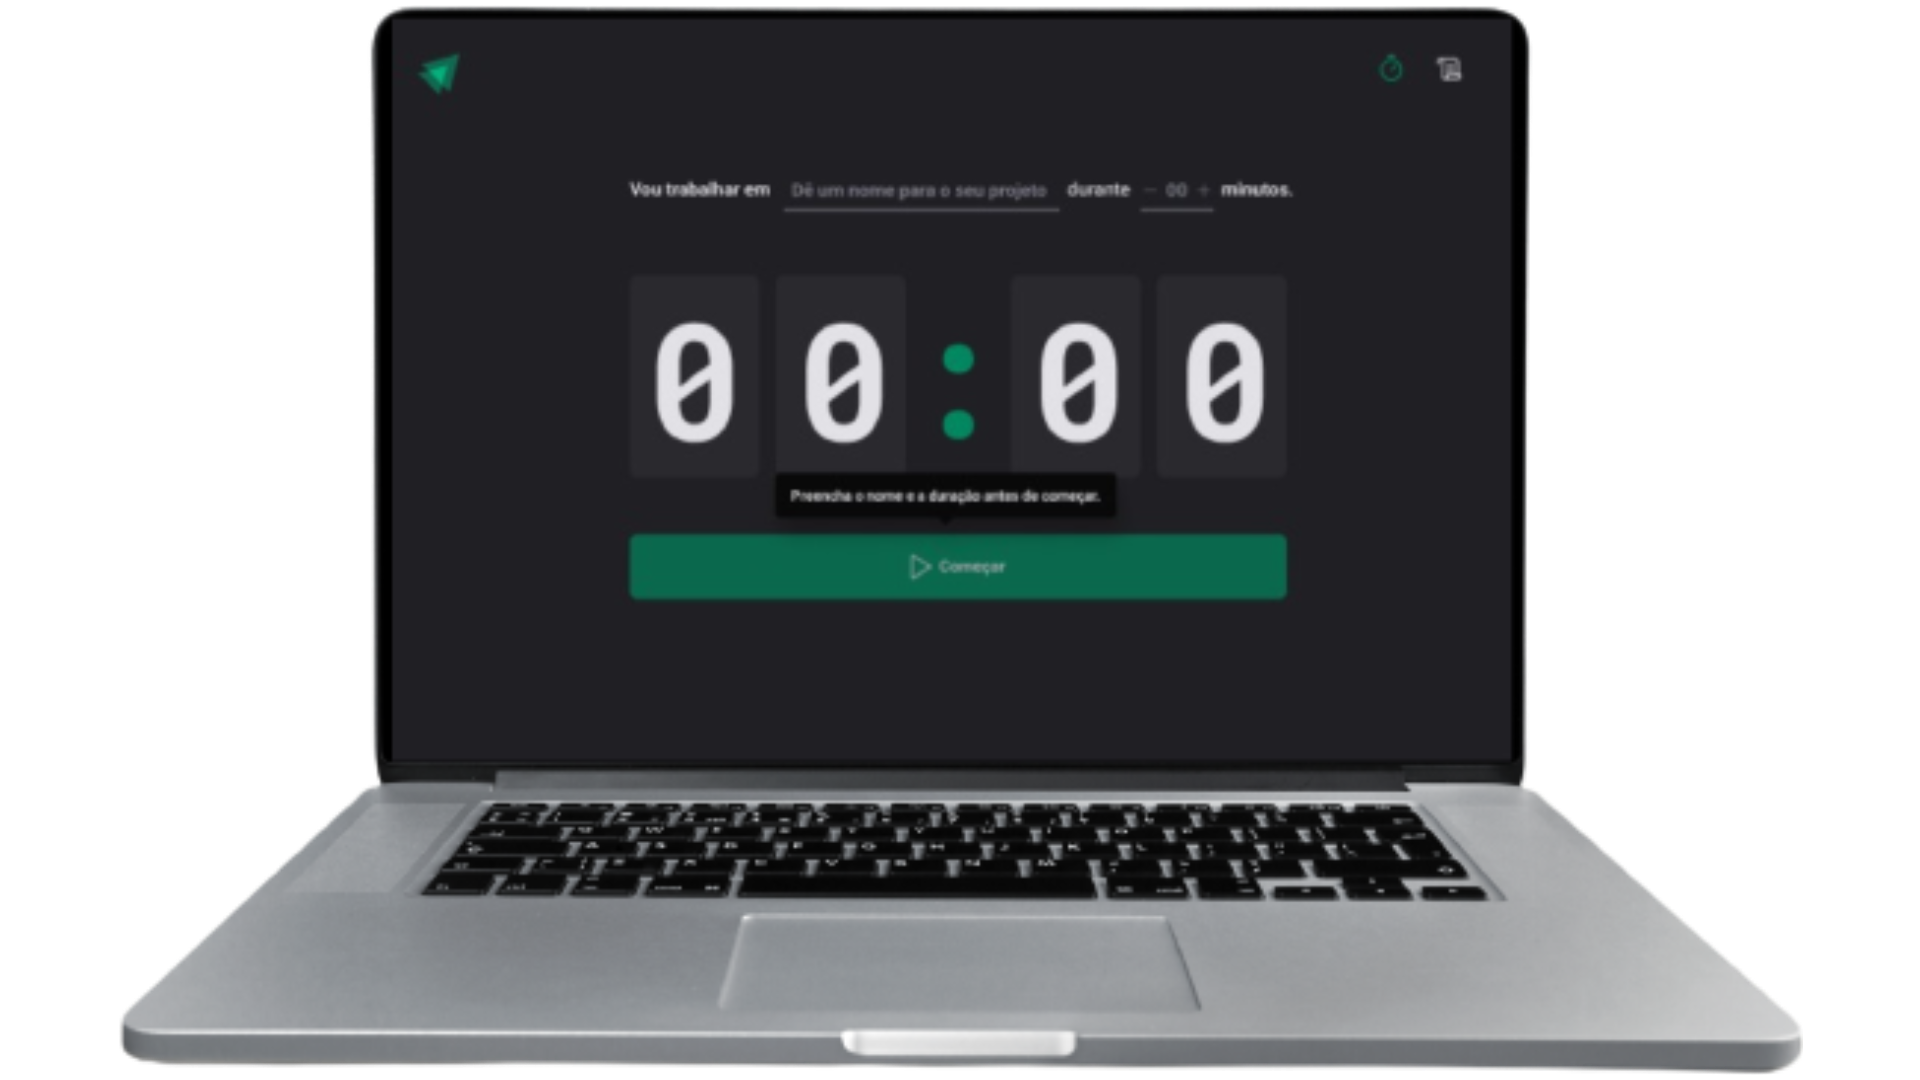 Vou trabalhar em Dê um nome para o seu projeto durante − 00 + minutos.
00:00
Preencha o nome e a duração antes de começar.
Começar